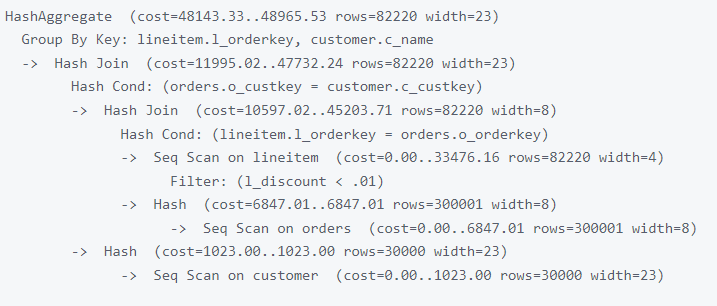 HashAggregate  (cost=48143.33..48965.53 rows=82220 width=23)
  Group By Key: lineitem.l_orderkey, customer.c_name
  ->  Hash Join  (cost=11995.02..47732.24 rows=82220 width=23)
        Hash Cond: (orders.o_custkey = customer.c_custkey)
        ->  Hash Join  (cost=10597.02..45203.71 rows=82220 width=8)
              Hash Cond: (lineitem.l_orderkey = orders.o_orderkey)
              ->  Seq Scan on lineitem  (cost=0.00..33476.16 rows=82220 width=4)
                    Filter: (l_discount < .01)
              ->  Hash  (cost=6847.01..6847.01 rows=300001 width=8)
                    ->  Seq Scan on orders  (cost=0.00..6847.01 rows=300001 width=8)
        ->  Hash  (cost=1023.00..1023.00 rows=30000 width=23)
              ->  Seq Scan on customer  (cost=0.00..1023.00 rows=30000 width=23)